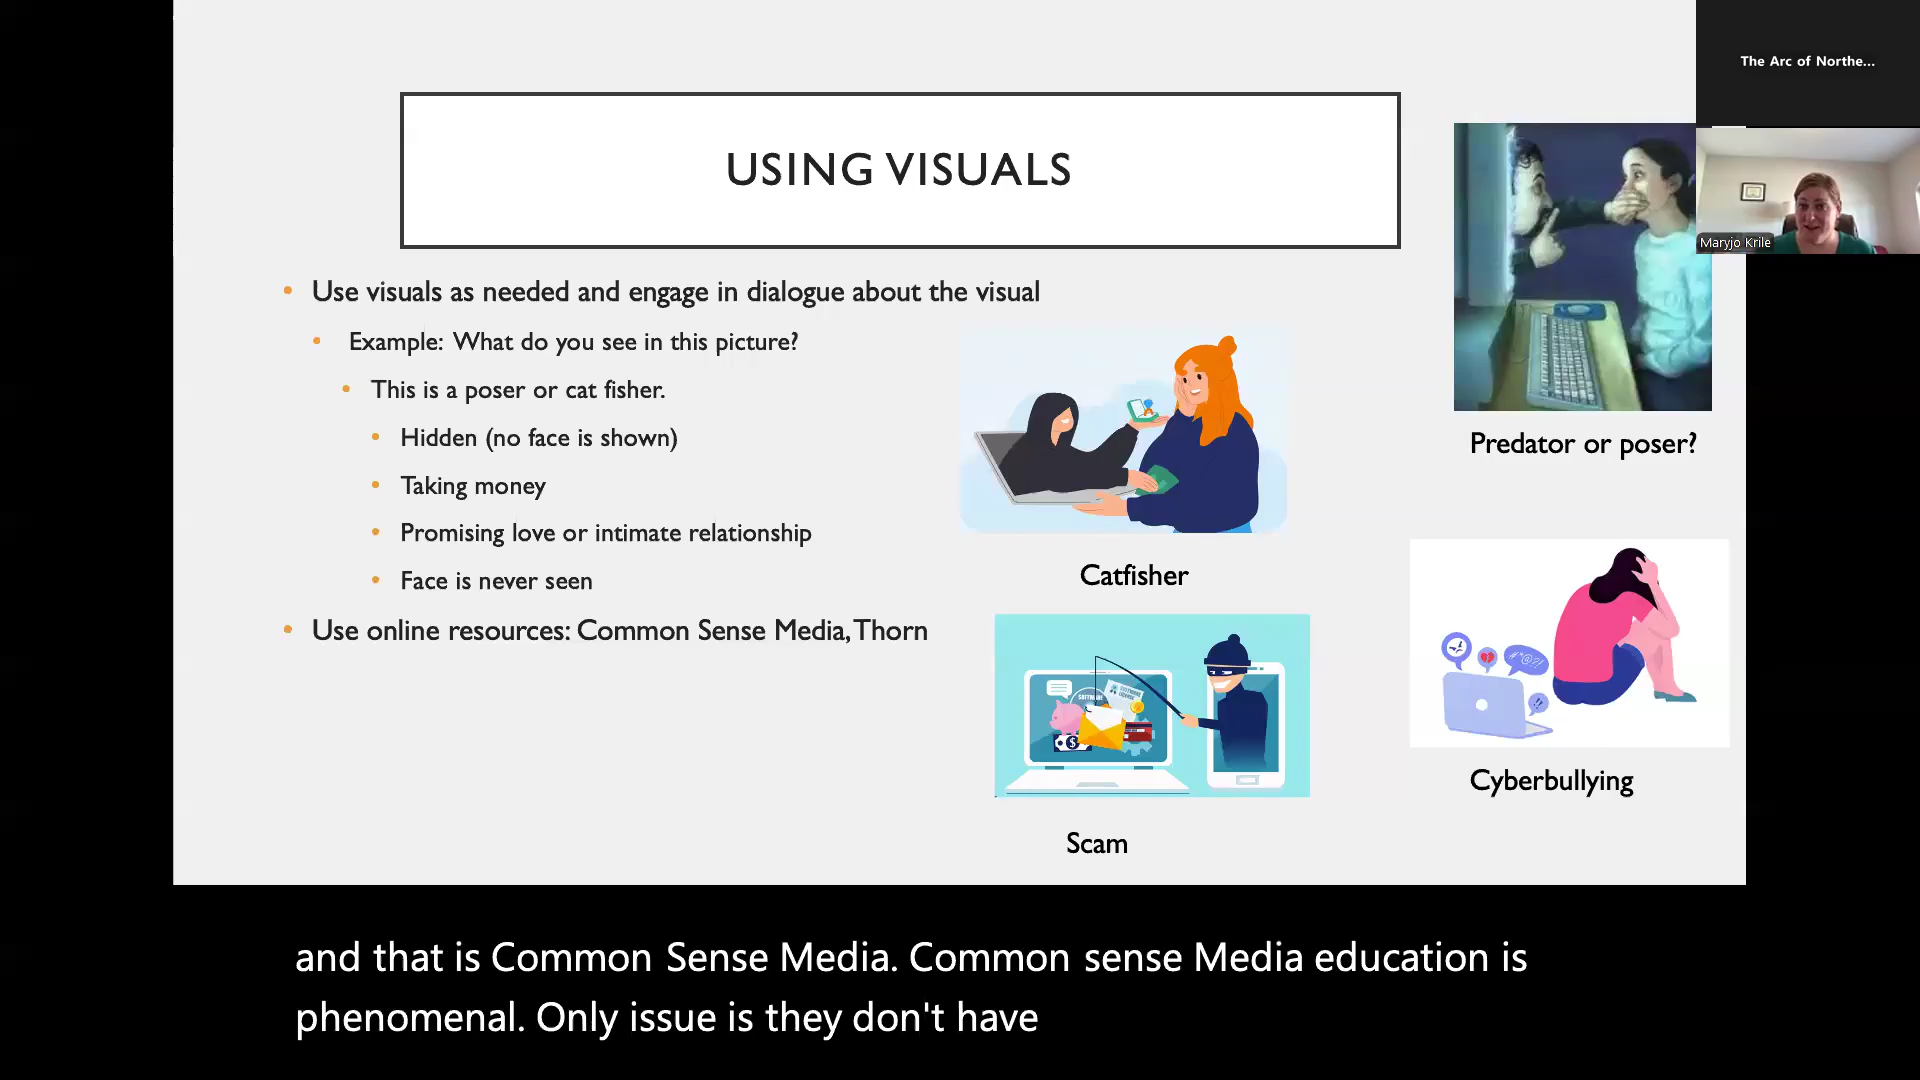 The Arc of Northe...
Maryjo Krile
USING VISUALS
Use visuals as needed and engage in dialogue about the visual
Example: What do you see in this picture?
This is a poser or cat fisher.
Hidden (no face is shown)
Taking money
Promising love or intimate relationship
Face is never seen
Use online resources: Common Sense Media, Thorn
Predator or poser?
Catfisher
#*@?!
!!
Cyberbullying
SOFTWARE
$
Scam
and that is Common Sense Media. Common sense Media education is
phenomenal. Only issue is they don't have